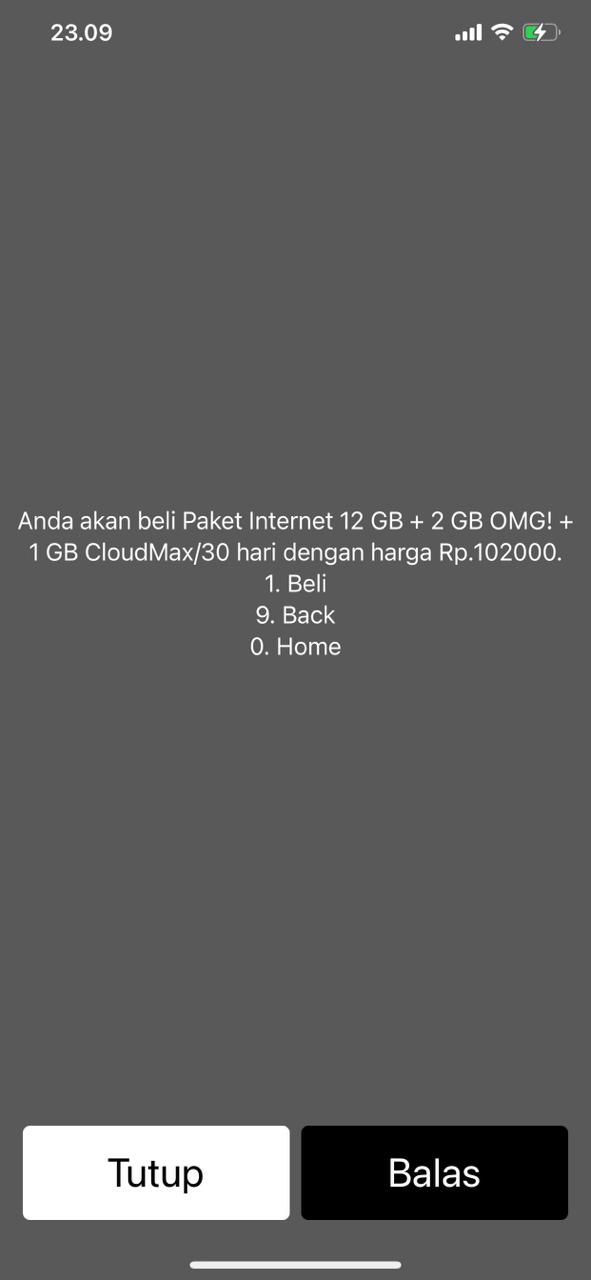 23.09
Anda akan beli Paket Internet 12 GB + 2 GB OMG! +
1 GB CloudMax/30 hari dengan harga Rp.102000.
1. Beli
9. Back
0. Home
Tutup
Balas